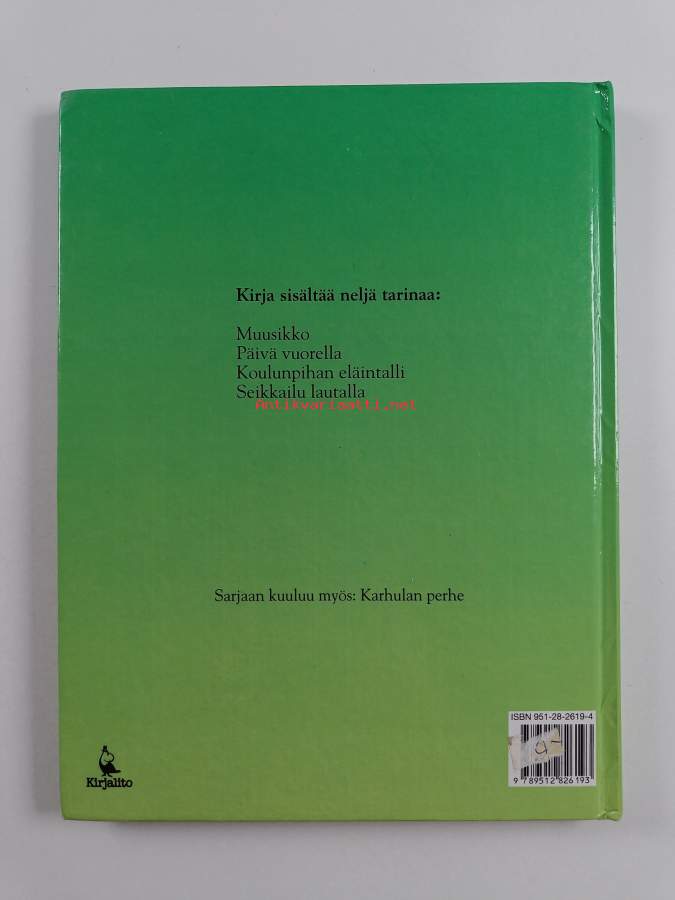 Kirja sisältää neljä tarinaa:
Muusikko
Päivä vuorella
Koulunpihan eläintalli
Seikkailu lautalla
Antikvariaatti.net
Sarjaan kuuluu myös: Karhulan perhe
ISBN 951-28-2619-4
9 789512 826193
Kirjalito